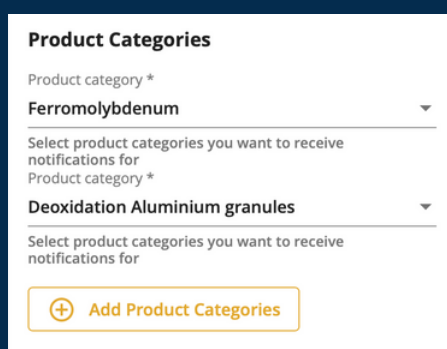 Product Categories
Product category *
Ferromolybdenum
Select product categories you want to receive
notifications for
Product category *
Deoxidation Aluminium granules
Select product categories you want to receive
notifications for
Add Product Categories